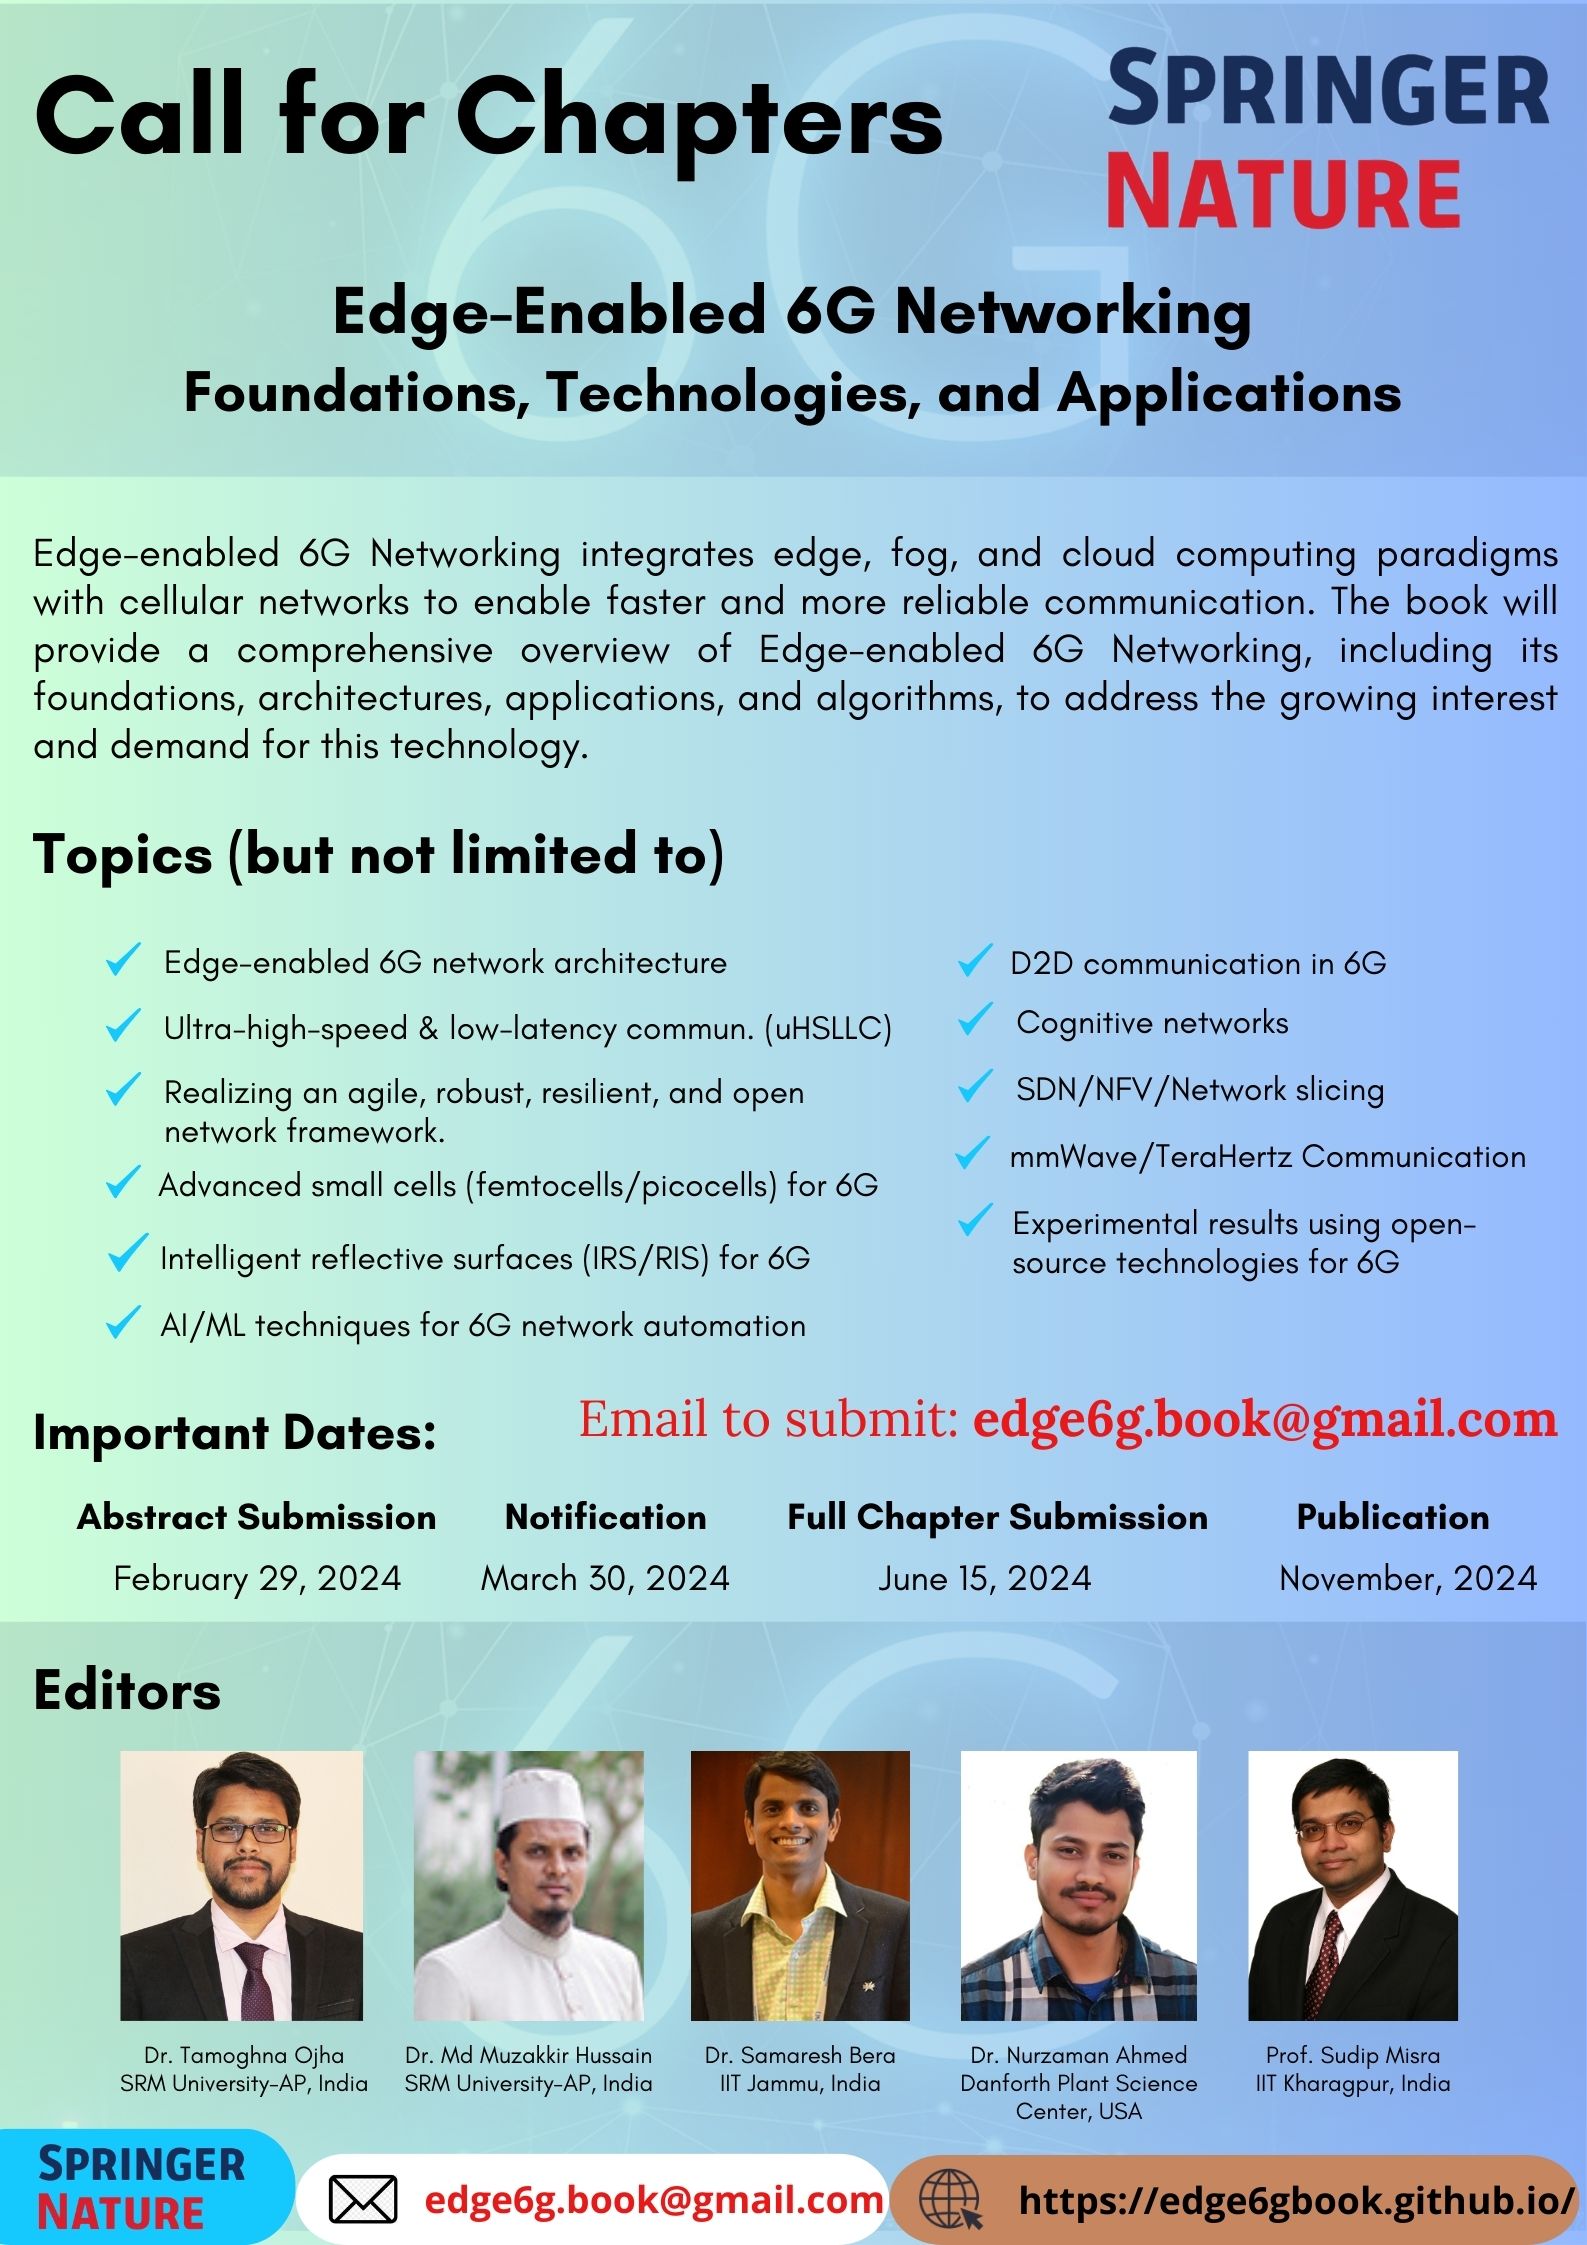 Call for Chapters
SPRINGER
NATURE
Edge-Enabled 6G Networking
Foundations, Technologies, and Applications
Edge-enabled 6G Networking integrates edge, fog, and cloud computing paradigms
with cellular networks to enable faster and more reliable communication. The book will
provide a comprehensive overview of Edge-enabled 6G Networking, including its
foundations, architectures, applications, and algorithms, to address the growing interest
and demand for this technology.
Topics (but not limited to)
Edge-enabled 6G network architecture
Ultra-high-speed & low-latency commun. (uHSLLC)
Realizing an agile, robust, resilient, and open
network framework.
Advanced small cells (femtocells/picocells) for 6G
Intelligent reflective surfaces (IRS/RIS) for 6G
AI/ML techniques for 6G network automation
D2D communication in 6G
Cognitive networks
SDN/NFV/Network slicing
mmWave/TeraHertz Communication
Experimental results using open-
source technologies for 6G
Important Dates:
Email to submit: edge6g.book@gmail.com
Abstract Submission
February 29, 2024
Notification
March 30, 2024
Full Chapter Submission
June 15, 2024
Publication
November, 2024
Editors
Dr. Tamoghna Ojha
SRM University-AP, India
Dr. Md Muzakkir Hussain
SRM University-AP, India
Dr. Samaresh Bera
IIT Jammu, India
Dr. Nurzaman Ahmed
Danforth Plant Science
Center, USA
Prof. Sudip Misra
IIT Kharagpur, India
SPRINGER
NATURE
edge6g.book@gmail.com
https://edge6gbook.github.io/